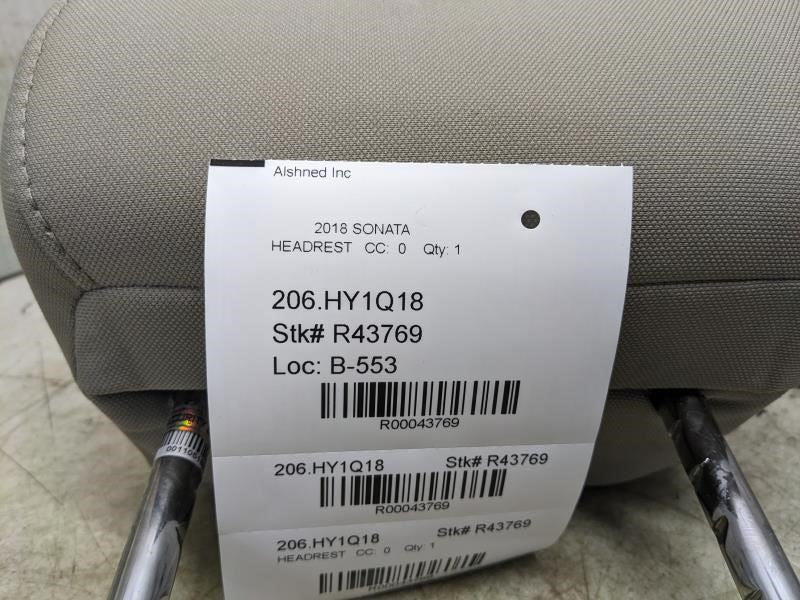 Alshned Inc
2018 SONATA
HEADREST CC: 0 Qty: 1
206.HY1Q18
Stk# R43769
Loc: B-553
R00043769
206.HY1Q18 Stk# R43769
R00043769
206.HY1Q18 Stk# R43769
HEADREST CC: 0 Qty: 1